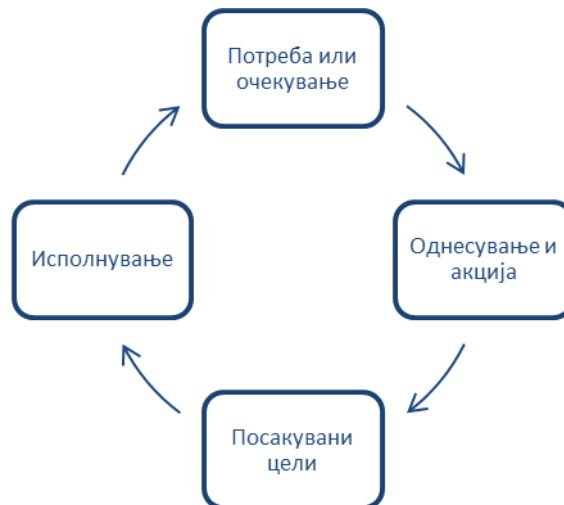 Потреба или
очекување
Однесување и
акција
Посакувани
цели
Исполнување